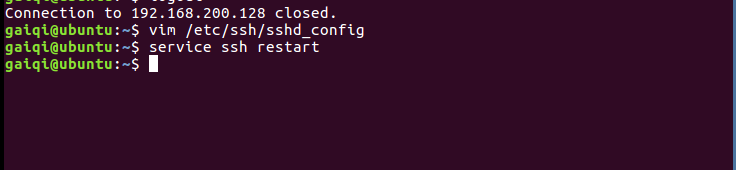 Connection to 192.168.200.128 closed.
gaiqi@ubuntu:~$ vim /etc/ssh/sshd_config
gaiqi@ubuntu:~$ service ssh restart
gaiqi@ubuntu:~$